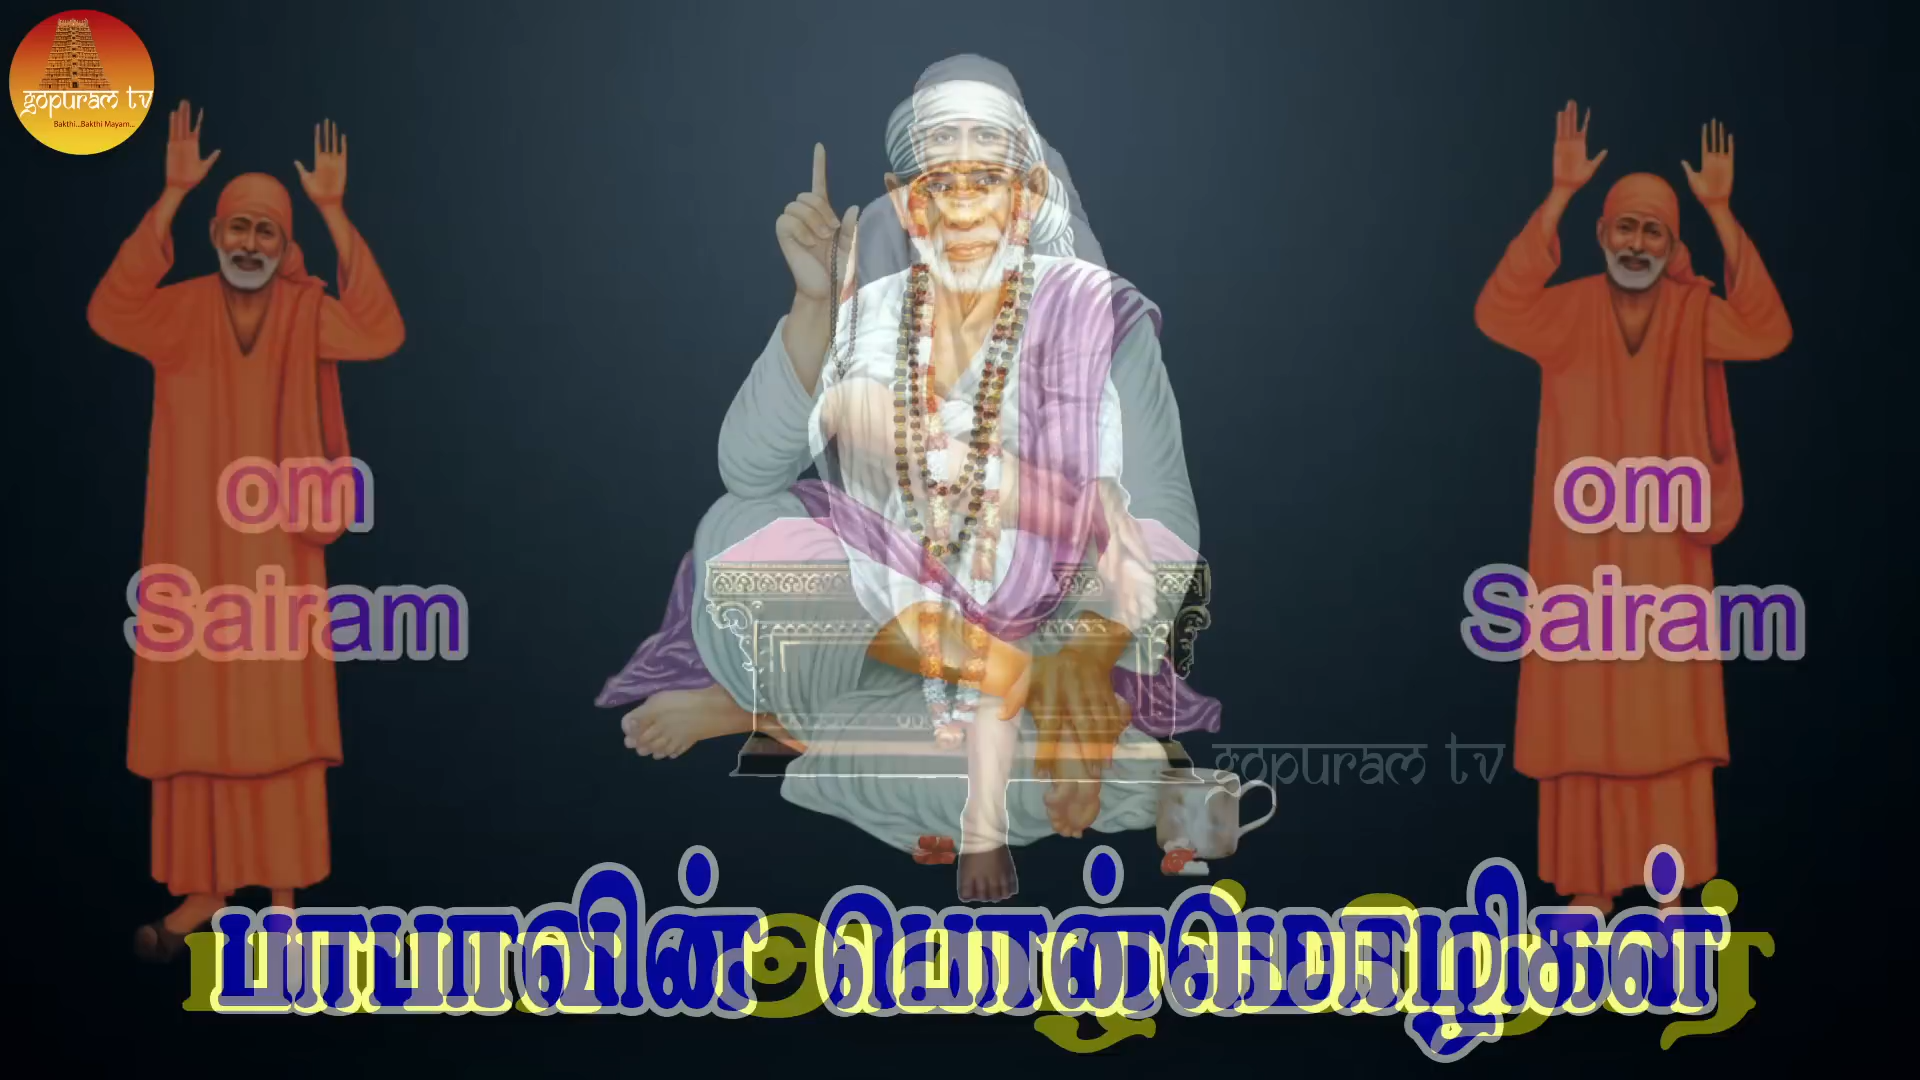 gopuram tv
Bakthi...Bakthi Mayam...
om
Sairam
om
Sairam
gopuram tv
பாபாவின் பொன்மொழிகள்